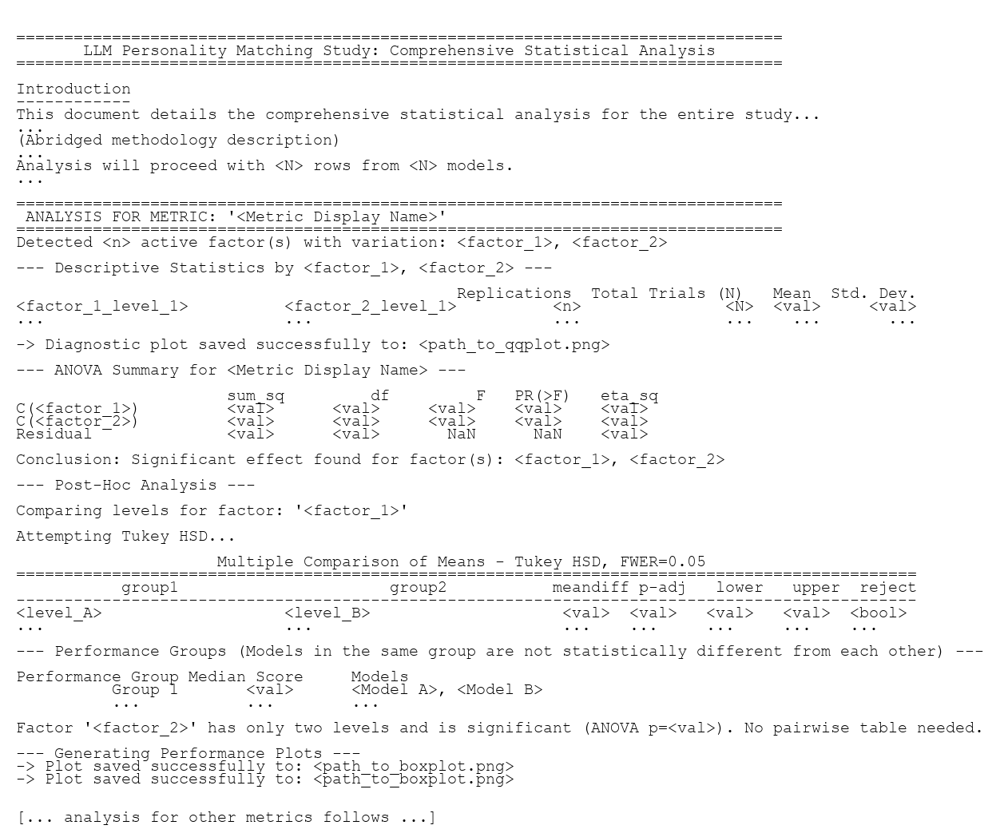 ================================================================================
       LLM Personality Matching Study: Comprehensive Statistical Analysis
================================================================================
Introduction
------------
This document details the comprehensive statistical analysis for the entire study...
...
(Abridged methodology description)
...
Analysis will proceed with <N> rows from <N> models.
...
================================================================================
 ANALYSIS FOR METRIC: '<Metric Display Name>'
================================================================================
Detected <n> active factor(s) with variation: <factor_1>, <factor_2>
--- Descriptive Statistics by <factor_1>, <factor_2> ---
                                              Replications  Total Trials (N)   Mean  Std. Dev.
<factor_1_level_1>          <factor_2_level_1>          <n>               <N>  <val>     <val>
...                         ...                         ...               ...    ...       ...
-> Diagnostic plot saved successfully to: <path_to_qqplot.png>
--- ANOVA Summary for <Metric Display Name> ---
                      sum_sq         df         F   PR(>F)   eta_sq
C(<factor_1>)         <val>      <val>     <val>    <val>    <val>
C(<factor_2>)         <val>      <val>     <val>    <val>    <val>
Residual              <val>      <val>       NaN      NaN    <val>
Conclusion: Significant effect found for factor(s): <factor_1>, <factor_2>
--- Post-Hoc Analysis ---
Comparing levels for factor: '<factor_1>'
Attempting Tukey HSD...
                     Multiple Comparison of Means - Tukey HSD, FWER=0.05
==============================================================================================
           group1                      group2           meandiff p-adj   lower   upper  reject
----------------------------------------------------------------------------------------------
<level_A>                   <level_B>                    <val>  <val>   <val>   <val>  <bool>
...                         ...                          ...    ...     ...     ...    ...
--- Performance Groups (Models in the same group are not statistically different from each other) ---
Performance Group Median Score     Models
          Group 1       <val>      <Model A>, <Model B>
          ...           ...        ...
Factor '<factor_2>' has only two levels and is significant (ANOVA p=<val>). No pairwise table needed.
--- Generating Performance Plots ---
-> Plot saved successfully to: <path_to_boxplot.png>
-> Plot saved successfully to: <path_to_boxplot.png>
[... analysis for other metrics follows ...]